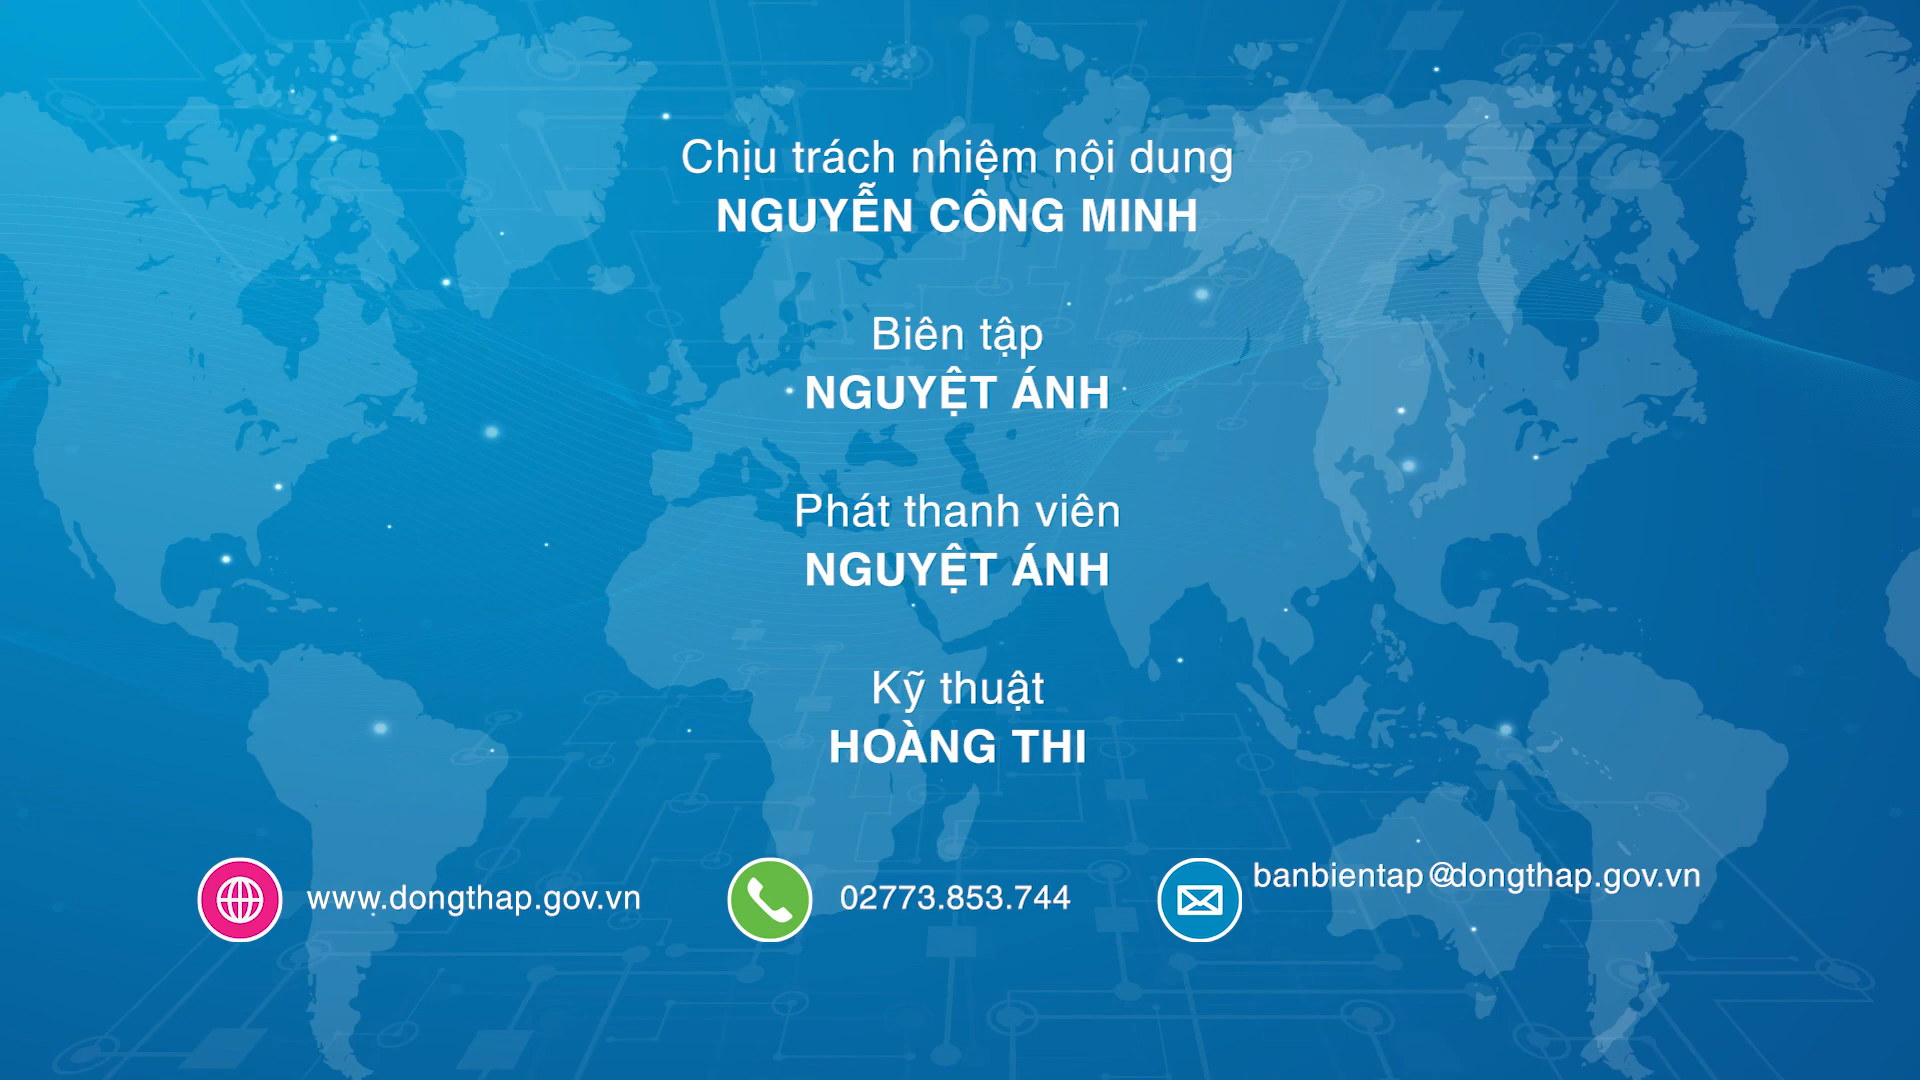 Chịu trách nhiệm nội dung
NGUYỄN CÔNG MINH
Biên tập
NGUYỆT ÁNH
Phát thanh viên
NGUYỆT ÁNH
Kỹ thuật
HOÀNG THI
www.dongthap.gov.vn
02773.853.744
banbientap@dongthap.gov.vn